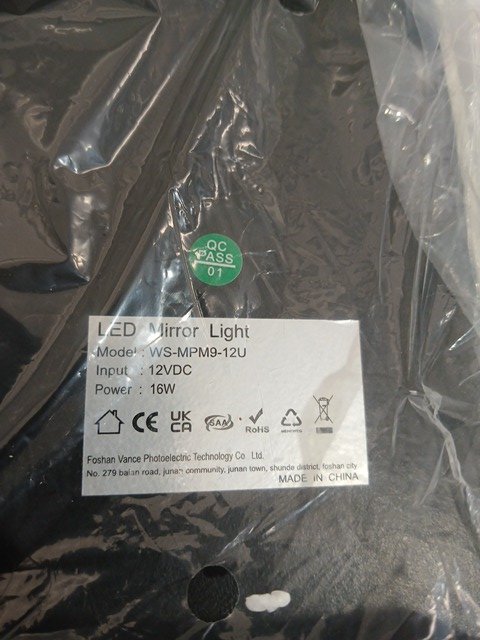 QC
PASS
01
LED Mirror Light
Model : WS-MPM9-12U
Input : 12VDC
Power : 16W
CE UK CA SAA RoHS
Foshan Vance Photoelectric Technology Co Ltd.
No. 279 baian road, junan community, junan town, shunde district, foshan city
MADE IN CHINA